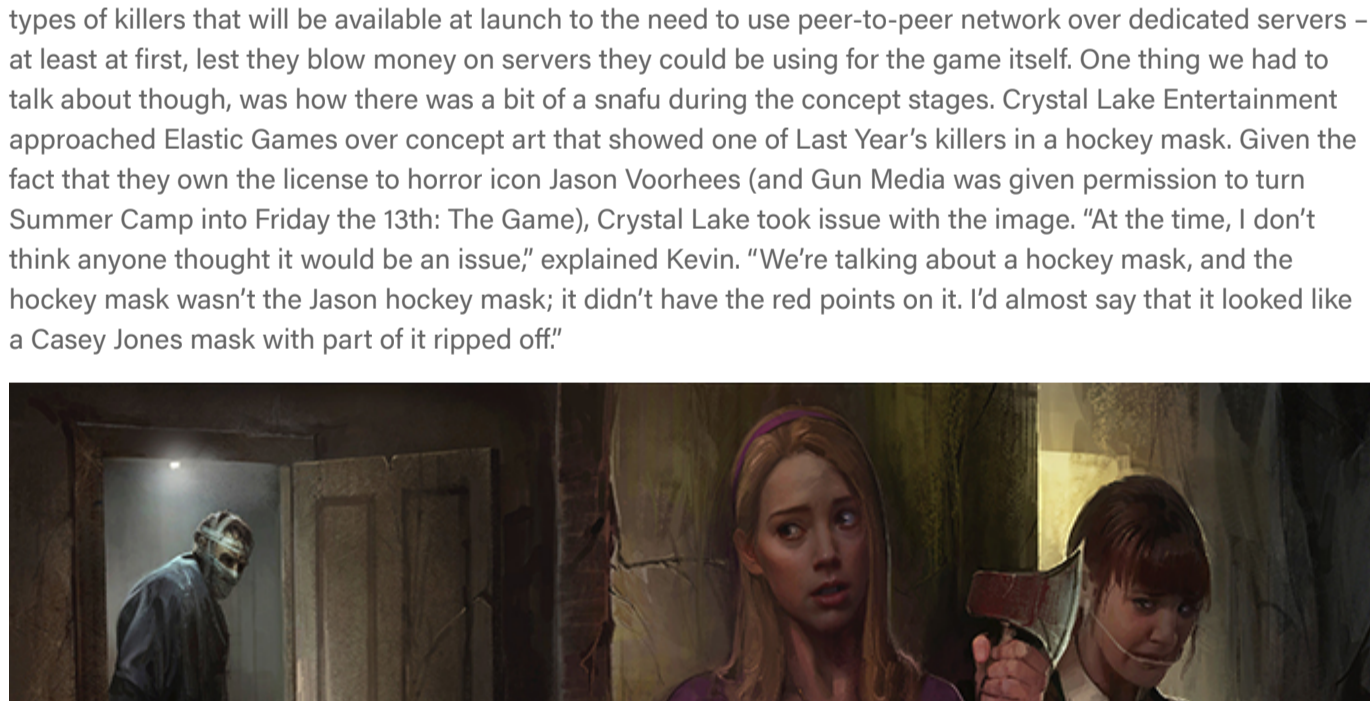 types of killers that will be available at launch to the need to use peer-to-peer network over dedicated servers –
at least at first, lest they blow money on servers they could be using for the game itself. One thing we had to
talk about though, was how there was a bit of a snafu during the concept stages. Crystal Lake Entertainment
approached Elastic Games over concept art that showed one of Last Year’s killers in a hockey mask. Given the
fact that they own the license to horror icon Jason Voorhees (and Gun Media was given permission to turn
Summer Camp into Friday the 13th: The Game), Crystal Lake took issue with the image. “At the time, I don’t
think anyone thought it would be an issue,” explained Kevin. “We’re talking about a hockey mask, and the
hockey mask wasn’t the Jason hockey mask; it didn’t have the red points on it. I’d almost say that it looked like
a Casey Jones mask with part of it ripped off.”